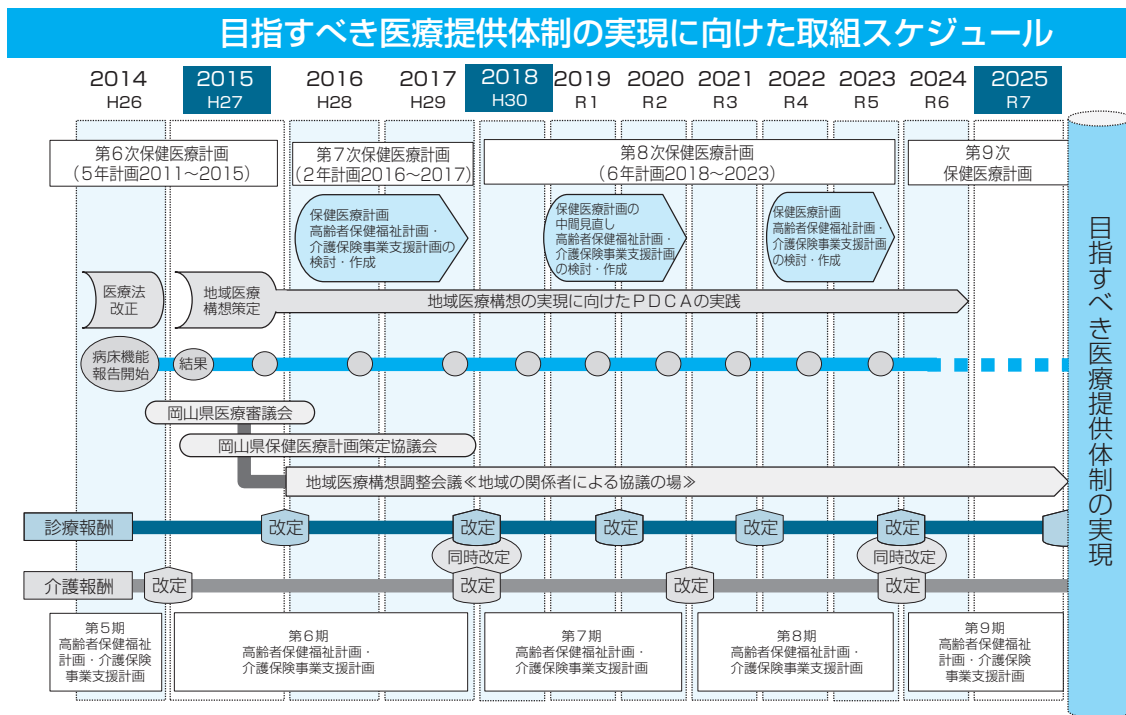 目指すべき医療提供体制の実現に向けた取組スケジュール
2014
H26
2015
H27
2016
H28
2017
H29
2018
H30
2019
R1
2020
R2
2021
R3
2022
R4
2023
R5
2024
R6
2025
R7
第6次保健医療計画
(5年計画2011～2015)
第7次保健医療計画
(2年計画2016～2017)
第8次保健医療計画
(6年計画2018～2023)
第9次
保健医療計画
保健医療計画
高齢者保健福祉計画・
介護保険事業支援計画の
検討・作成
保健医療計画の
中間見直し
高齢者保健福祉計画・
介護保険事業支援計画
の検討・作成
保健医療計画
高齢者保健福祉計画・
介護保険事業支援計画
の検討・作成
医療法
改正
地域医療
構想策定
地域医療構想の実現に向けたPDCAの実践
病床機能
報告開始
結果
岡山県医療審議会
岡山県保健医療計画策定協議会
地域医療構想調整会議≪地域の関係者による協議の場≫
診療報酬
改定
改定
改定
改定
改定
同時改定
同時改定
介護報酬
改定
改定
改定
改定
第5期
高齢者保健福祉
計画・介護保険
事業支援計画
第6期
高齢者保健福祉計画・
介護保険事業支援計画
第7期
高齢者保健福祉計画・
介護保険事業支援計画
第8期
高齢者保健福祉計画・
介護保険事業支援計画
第9期
高齢者保健福祉
計画・介護保険
事業支援計画
目指すべき医療提供体制の実現